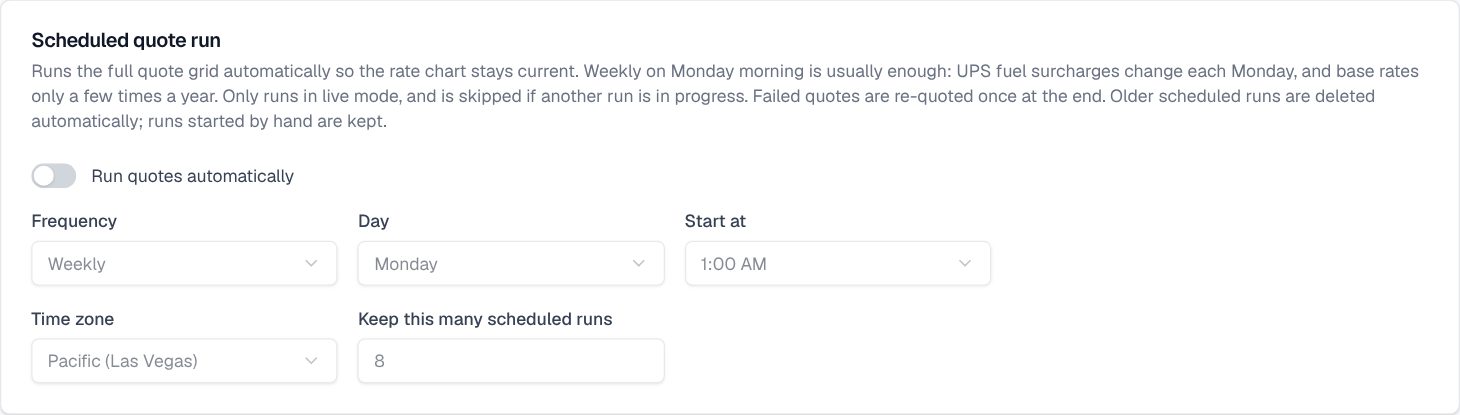 Scheduled quote run
Runs the full quote grid automatically so the rate chart stays current. Weekly on Monday morning is usually enough: UPS fuel surcharges change each Monday, and base rates
only a few times a year. Only runs in live mode, and is skipped if another run is in progress. Failed quotes are re-quoted once at the end. Older scheduled runs are deleted
automatically; runs started by hand are kept.
Run quotes automatically
Frequency Day Start at
Weekly Monday 1:00 AM
Time zone Keep this many scheduled runs
Pacific (Las Vegas) 8